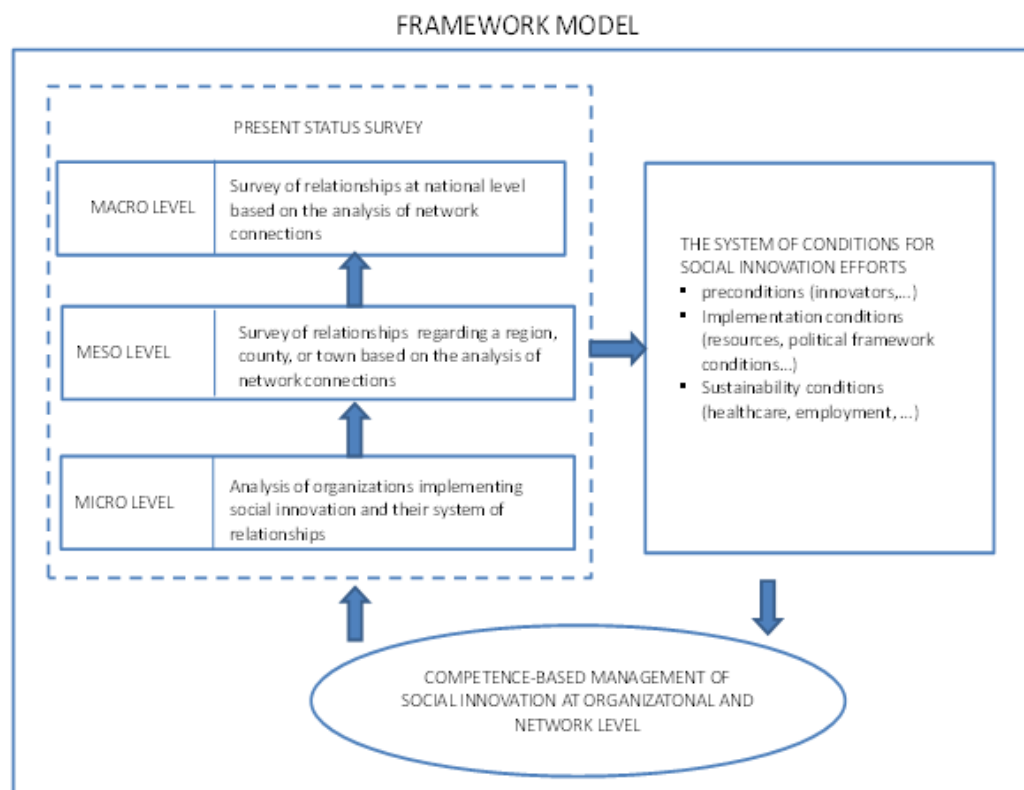 FRAMEWORK MODEL
PRESENT STATUS SURVEY
MACRO LEVEL
Survey of relationships at national level
based on the analysis of network
connections
MESO LEVEL
Survey of relationships regarding a region,
county, or town based on the analysis of
network connections
MICRO LEVEL
Analysis of organizations implementing
social innovation and their system of
relationships
THE SYSTEM OF CONDITIONS FOR
SOCIAL INNOVATION EFFORTS
▪ preconditions (innovators,...)
▪ Implementation conditions
(resources, political framework
conditions...)
▪ Sustainability conditions
(healthcare, employment, ...)
COMPETENCE-BASED MANAGEMENT OF
SOCIAL INNOVATION AT ORGANIZATONAL AND
NETWORK LEVEL